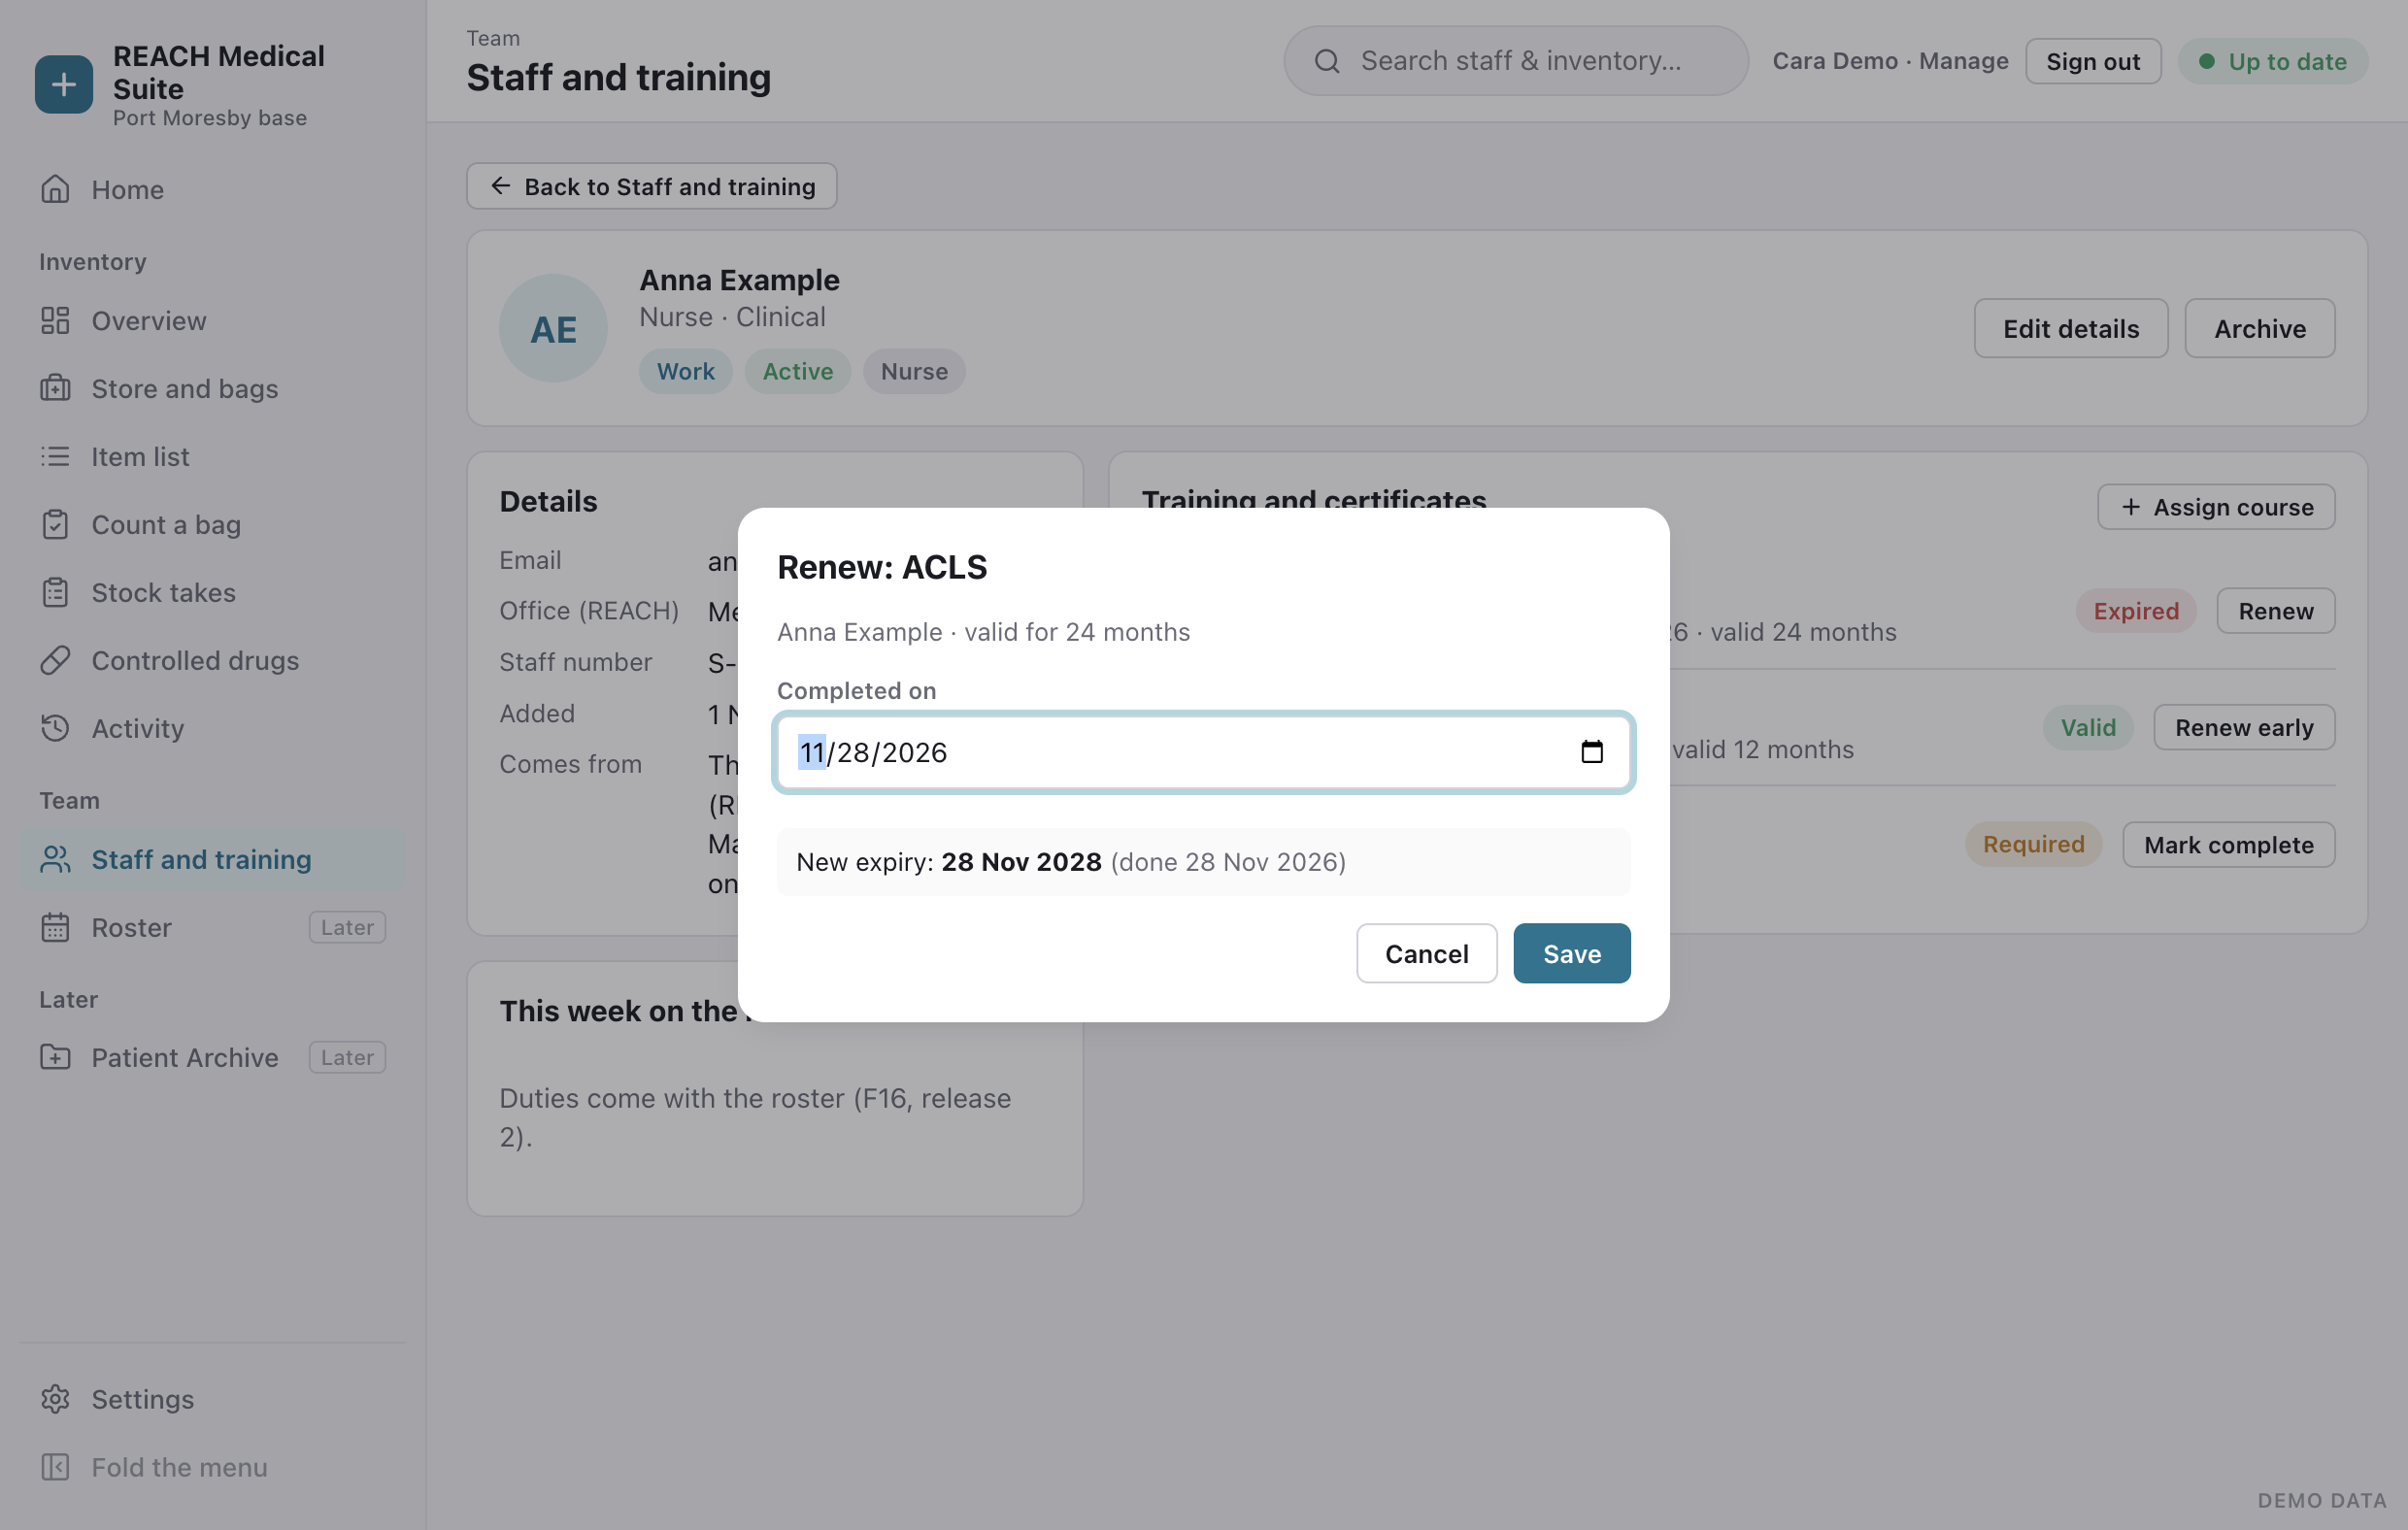 REACH Medical
Suite
Port Moresby base
Home
Inventory
Overview
Store and bags
Item list
Count a bag
Stock takes
Controlled drugs
Activity
Team
Staff and training
Roster Later
Later
Patient Archive Later
Settings
Fold the menu
Team
Staff and training
Search staff & inventory...
Cara Demo · Manage
Sign out
Up to date
Back to Staff and training
AE
Anna Example
Nurse · Clinical
Work Active Nurse
Edit details
Archive
Details
Email
Office (REACH)
Staff number S-
Added
Comes from
This week on the
Duties come with the roster (F16, release
2).
Training and certificates
+ Assign course
Expired Renew
· valid 24 months
Valid Renew early
valid 12 months
Required Mark complete
Renew: ACLS
Anna Example · valid for 24 months
Completed on
11/28/2026
New expiry: 28 Nov 2028 (done 28 Nov 2026)
Cancel Save
DEMO DATA